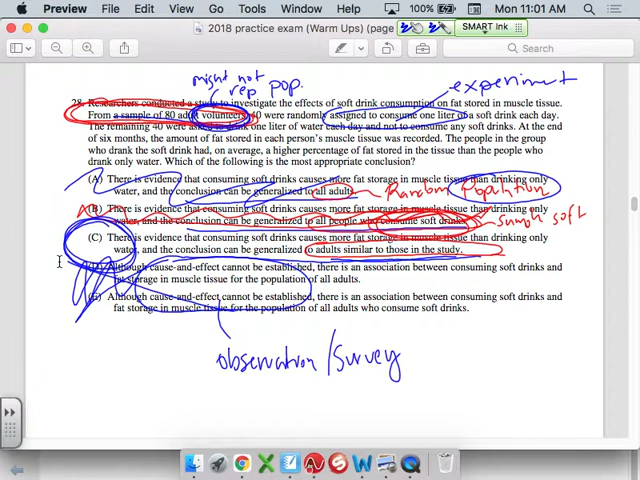 Preview File Edit View Go Tools Window Help 100% Mon 11:01 AM
2018 practice exam (Warm Ups) (page
SMART Ink
Search
might not
rep pop.
experiment
28. Researchers conducted a study to investigate the effects of soft drink consumption on fat stored in muscle tissue.
From a sample of 80 adult volunteers, 40 were randomly assigned to consume one liter of a soft drink each day.
The remaining 40 were asked to drink one liter of water each day and not to consume any soft drinks. At the end
of six months, the amount of fat stored in each person's muscle tissue was recorded. The people in the group
who drank the soft drink had, on average, a higher percentage of fat stored in the tissue than the people who
drank only water. Which of the following is the most appropriate conclusion?
(A) There is evidence that consuming soft drinks causes more fat storage in muscle tissue than drinking only
water, and the conclusion can be generalized to all adults.
Random Population
(B) There is evidence that consuming soft drinks causes more fat storage in muscle tissue than drinking only
water, and the conclusion can be generalized to all people who consume soft drinks.
Sample soft
(C) There is evidence that consuming soft drinks causes more fat storage in muscle tissue than drinking only
water, and the conclusion can be generalized to adults similar to those in the study.
(D) Although cause-and-effect cannot be established, there is an association between consuming soft drinks and
fat storage in muscle tissue for the population of all adults.
(E) Although cause-and-effect cannot be established, there is an association between consuming soft drinks and
fat storage in muscle tissue for the population of all adults who consume soft drinks.
observation/survey